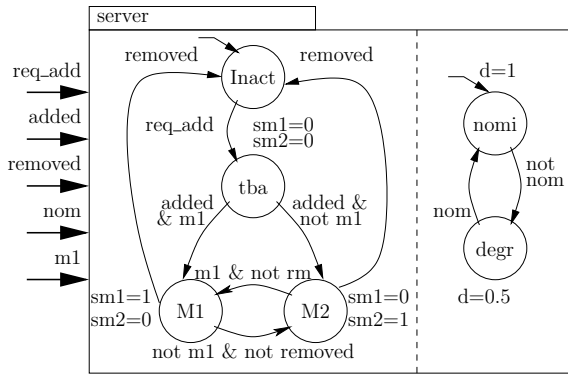 server
req_add
added
removed
nom
m1
removed
removed
Inact
req_add
sm1=0
sm2=0
tba
added
& m1
added &
not m1
m1 & not rm
sm1=1
sm2=0
M1
M2
sm1=0
sm2=1
not m1 & not removed
d=1
nomi
not
nom
nom
degr
d=0.5